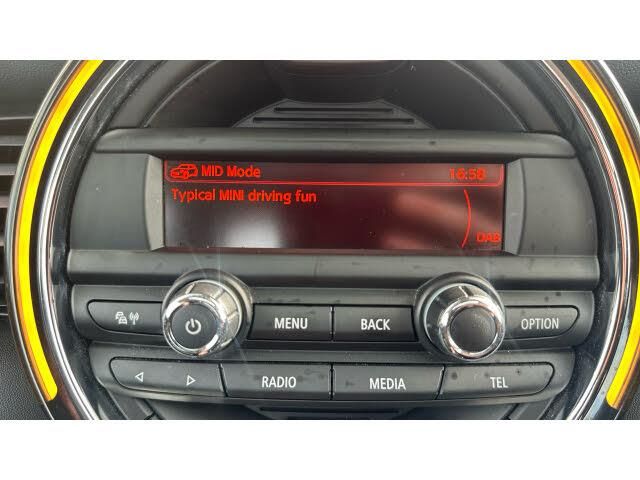 MID Mode 16:58
Typical MINI driving fun
DAB
MENU BACK OPTION
RADIO MEDIA TEL